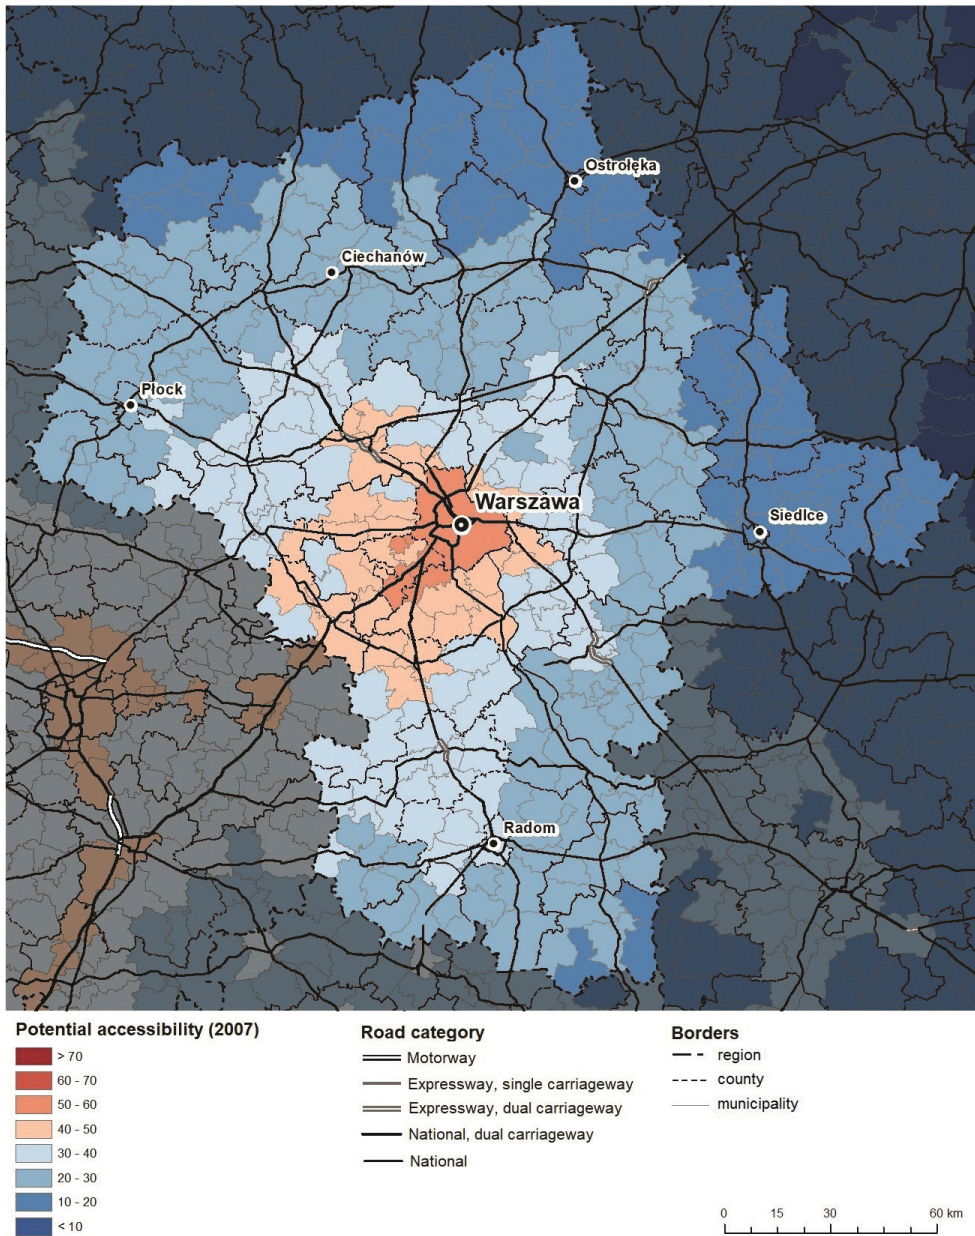 Ostrołęka
Ciechanów
Płock
Warszawa
Siedlce
Radom
Potential accessibility (2007)
> 70
60 - 70
50 - 60
40 - 50
30 - 40
20 - 30
10 - 20
< 10
Road category
Motorway
Expressway, single carriageway
Expressway, dual carriageway
National, dual carriageway
National
Borders
region
county
municipality
0 15 30 60 km